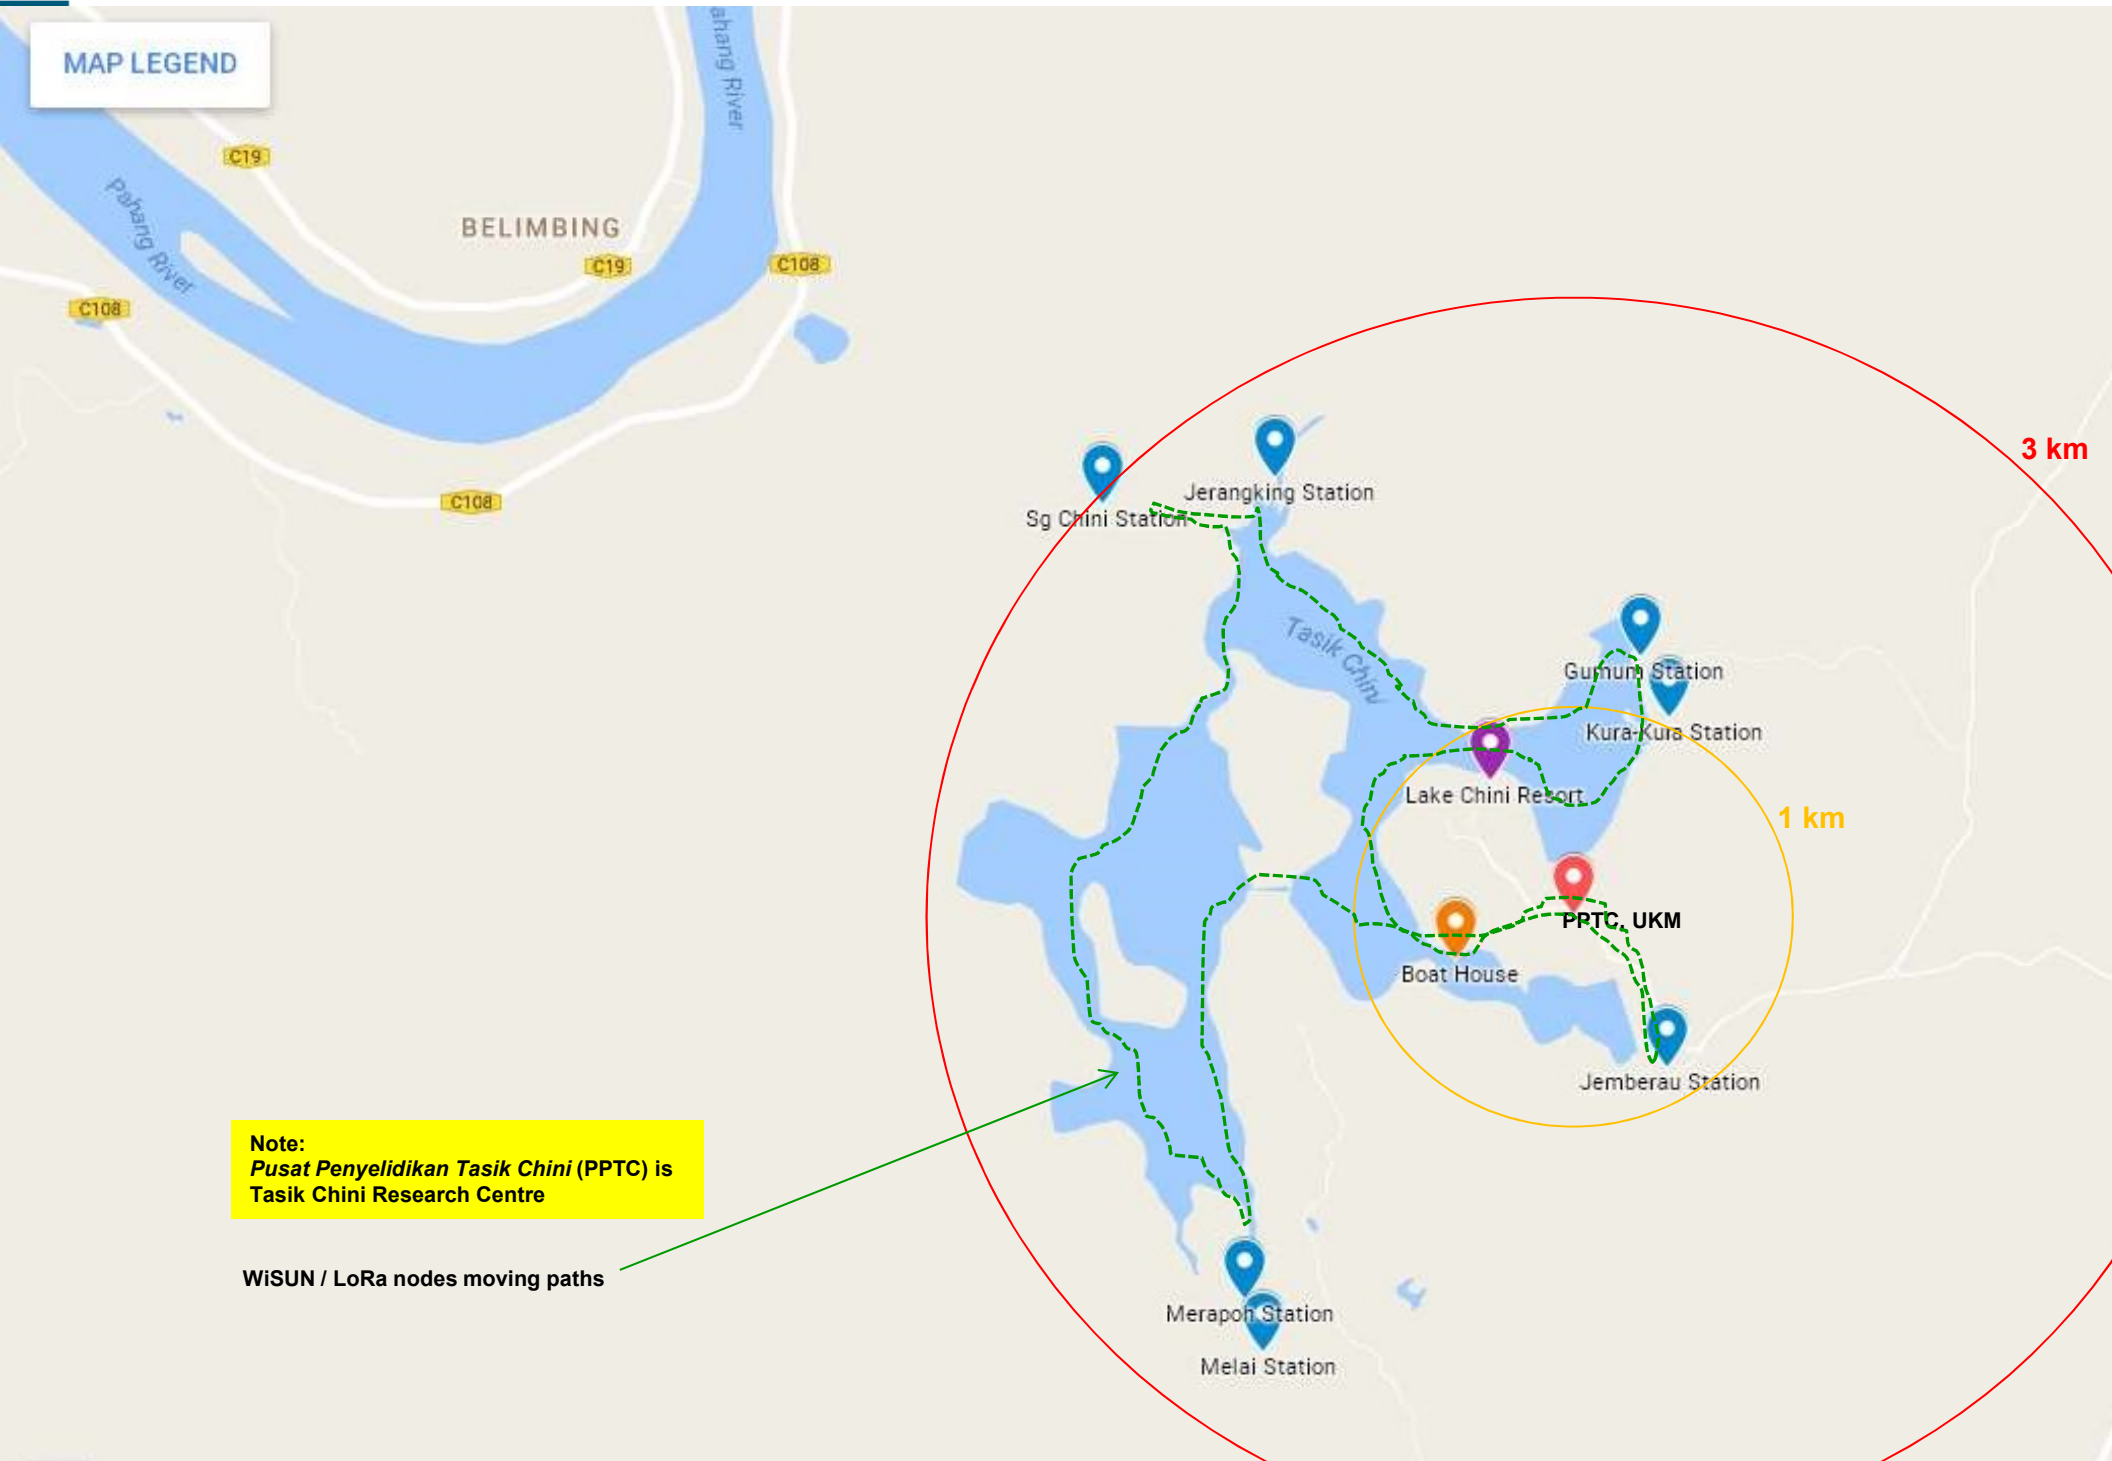 MAP LEGEND
ahang River
C19
Pahang River
BELIMBING
C19
C108
C108
3 km
Jerangking Station
C108
Sg Chini Station
Tasik Chini
Gumum Station
Kura-Kura Station
Lake Chini Resort
1 km
PPTC, UKM
Boat House
Jemberau Station
Note:
Pusat Penyelidikan Tasik Chini (PPTC) is
Tasik Chini Research Centre
WiSUN / LoRa nodes moving paths
Merapoh Station
Melai Station